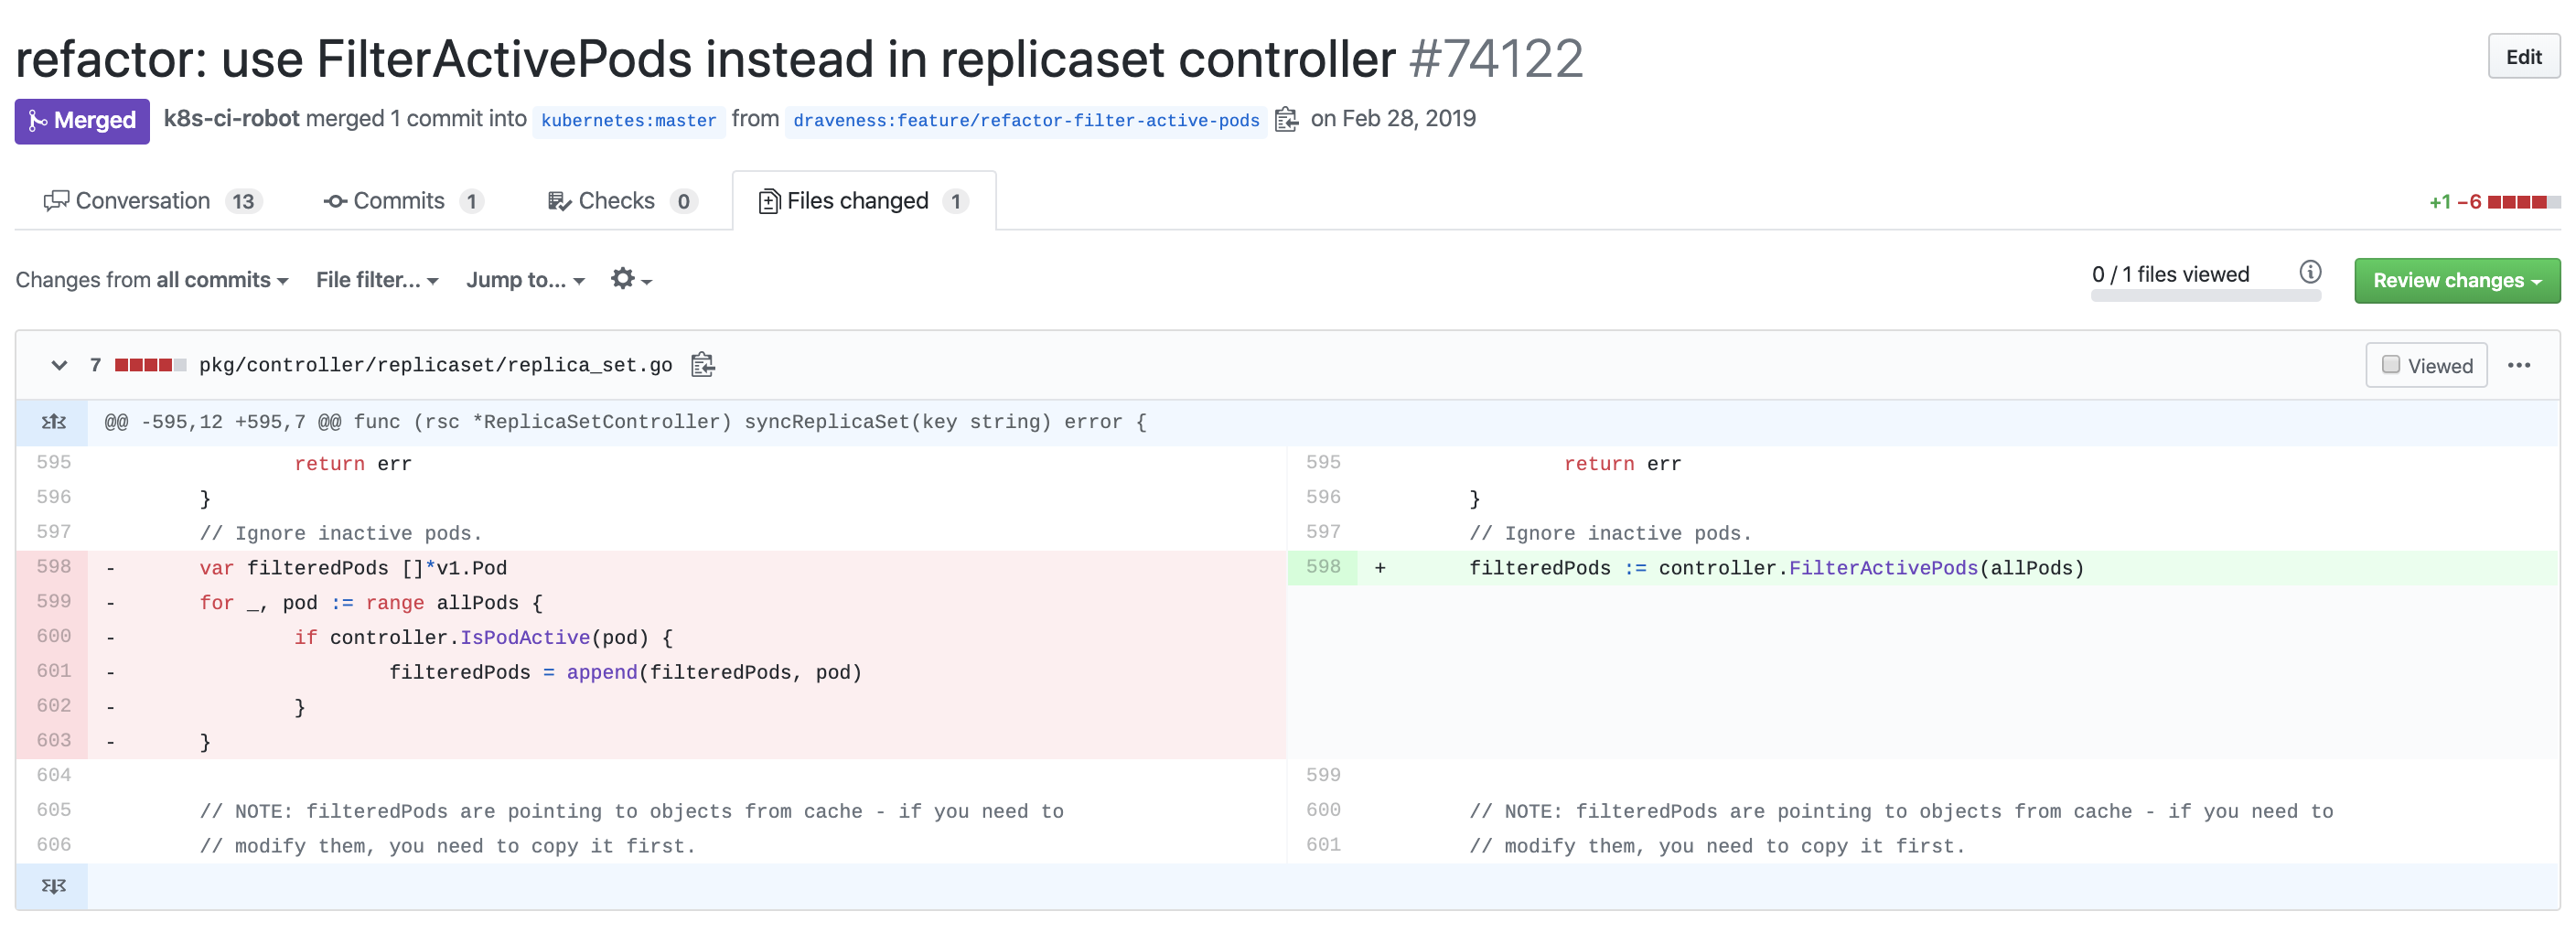 refactor: use FilterActivePods instead in replicaset controller #74122
Edit
Merged k8s-ci-robot merged 1 commit into kubernetes:master from draveness:feature/refactor-filter-active-pods on Feb 28, 2019
Conversation 13 Commits 1 Checks 0 Files changed 1 +1 −6
Changes from all commits File filter... Jump to... 0 / 1 files viewed Review changes
7 pkg/controller/replicaset/replica_set.go Viewed ...
@@ -595,12 +595,7 @@ func (rsc *ReplicaSetController) syncReplicaSet(key string) error {
595 return err
596 }
597 // Ignore inactive pods.
598 - var filteredPods []*v1.Pod
599 - for _, pod := range allPods {
600 - if controller.IsPodActive(pod) {
601 - filteredPods = append(filteredPods, pod)
602 - }
603 - }
604
605 // NOTE: filteredPods are pointing to objects from cache - if you need to
606 // modify them, you need to copy it first.
595 return err
596 }
597 // Ignore inactive pods.
598 + filteredPods := controller.FilterActivePods(allPods)
599
600 // NOTE: filteredPods are pointing to objects from cache - if you need to
601 // modify them, you need to copy it first.